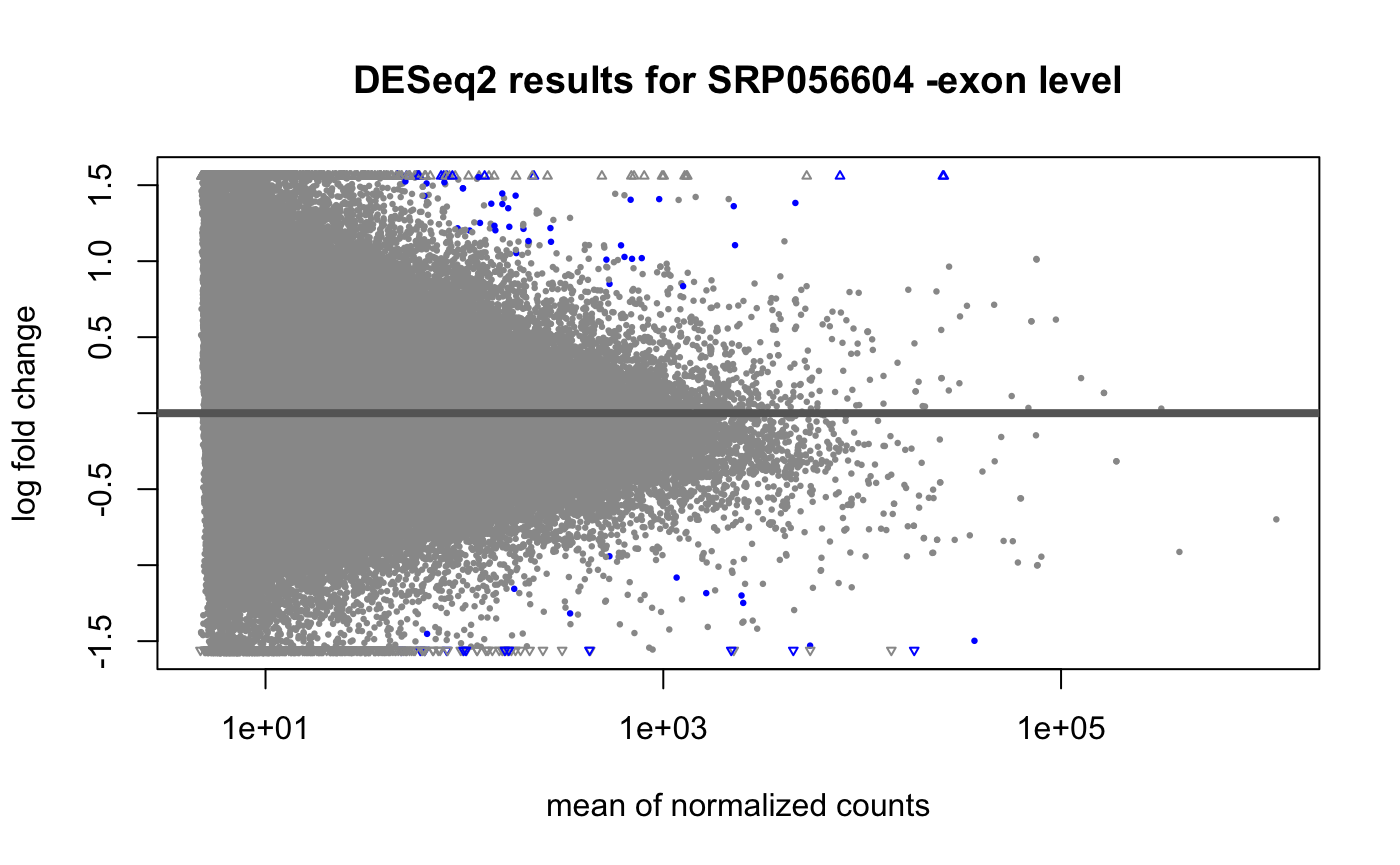 DESeq2 results for SRP056604 -exon level
1.5
1.0
0.5
-0.5
-1.5
log fold change
1e+01 1e+03 1e+05
mean of normalized counts